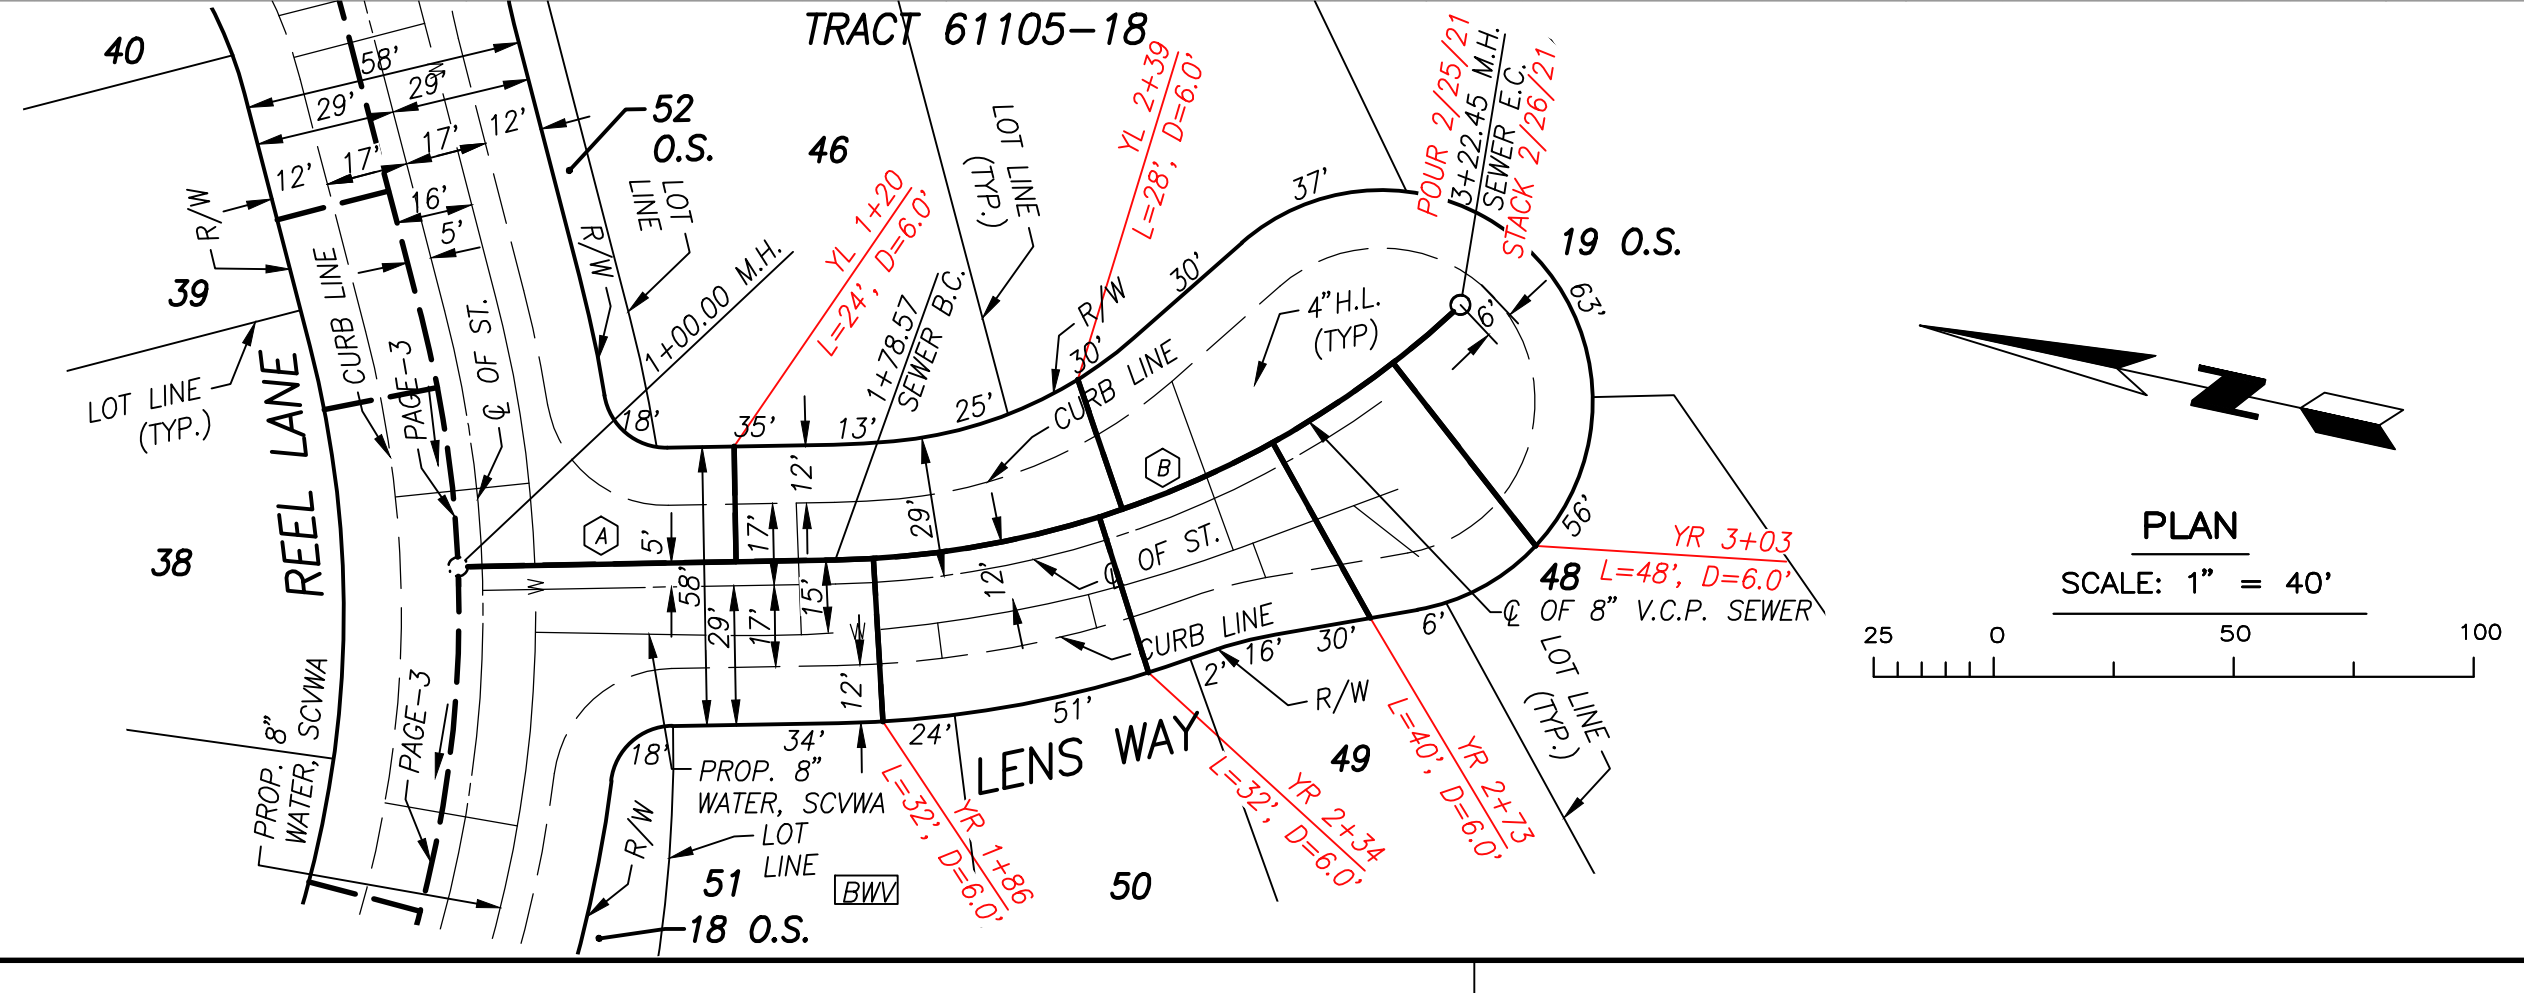 TRACT 61105-18
40
58'
29'
29'
12'
17'
17'
12'
16'
5'
R/W
52
O.S.
46
LOT
LINE
R/W
LOT LINE
(TYP.)
YL 1+20
L=24', D=6.0'
YL 2+39
L=28', D=6.0'
POUR 2/25/21
3+22.45 M.H.
SEWER E.C.
STACK 2/26/21
37'
19 O.S.
39
CURB LINE
℄ OF ST.
1+00.00 M.H.
1+78.57
SEWER B.C.
R/W
30'
30'
4" H.L.
(TYP)
6'
63'
LOT LINE
(TYP.)
REEL LANE
PAGE-3
18'
35'
13'
25'
CURB LINE
12'
B
A
5'
17'
29'
58'
15'
12'
℄ OF ST.
56'
38
W
W
W
29'
17'
12'
CURB LINE
YR 3+03
L=48', D=6.0'
48
℄ OF 8" V.C.P. SEWER
6'
30'
16'
2'
R/W
LOT LINE
(TYP.)
PROP. 8"
WATER, SCVWA
PAGE-3
18'
34'
24'
51'
LENS WAY
49
PROP. 8"
WATER, SCVWA
R/W
LOT
LINE
51
BWV
50
18 O.S.
L=32', D=6.0'
YR 1+86
L=32', D=6.0'
YR 2+34
L=40', D=6.0'
YR 2+73
N
PLAN
SCALE: 1" = 40'
25 0 50 100